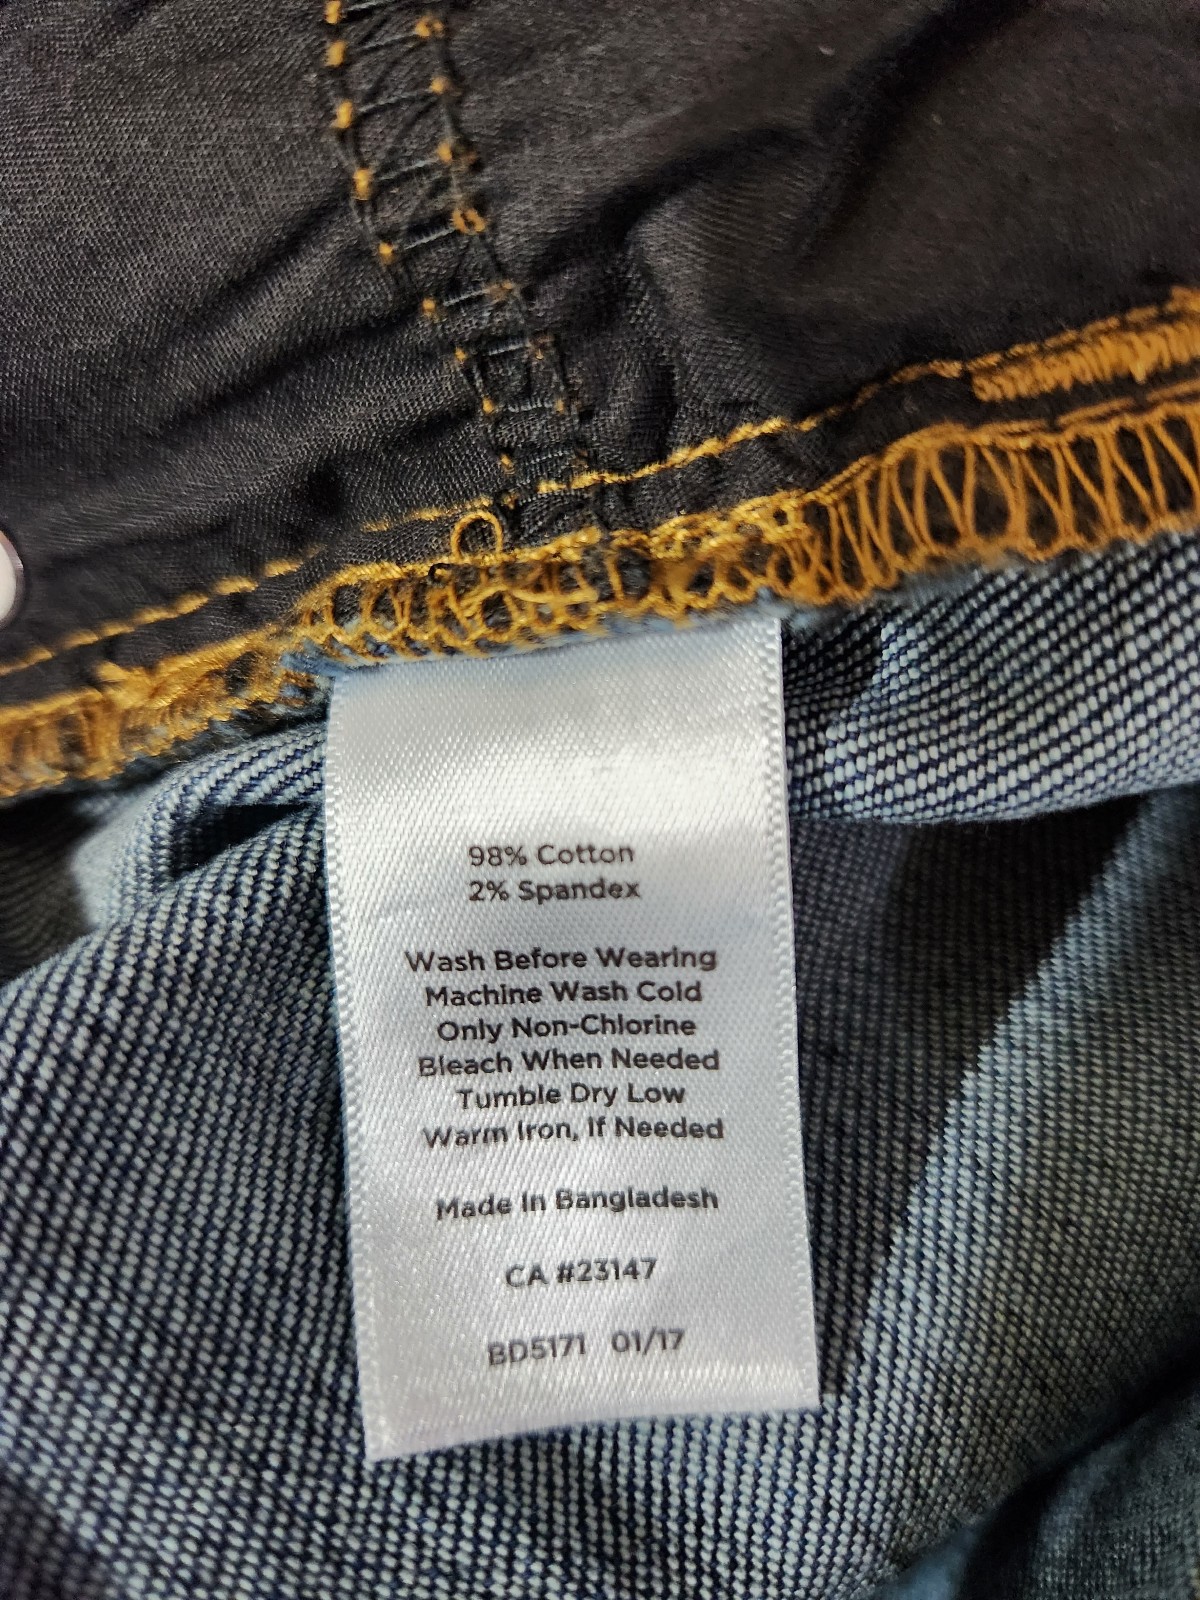 98% Cotton
2% Spandex
Wash Before Wearing
Machine Wash Cold
Only Non-Chlorine
Bleach When Needed
Tumble Dry Low
Warm Iron, If Needed
Made In Bangladesh
CA #23147
BD5171 01/17